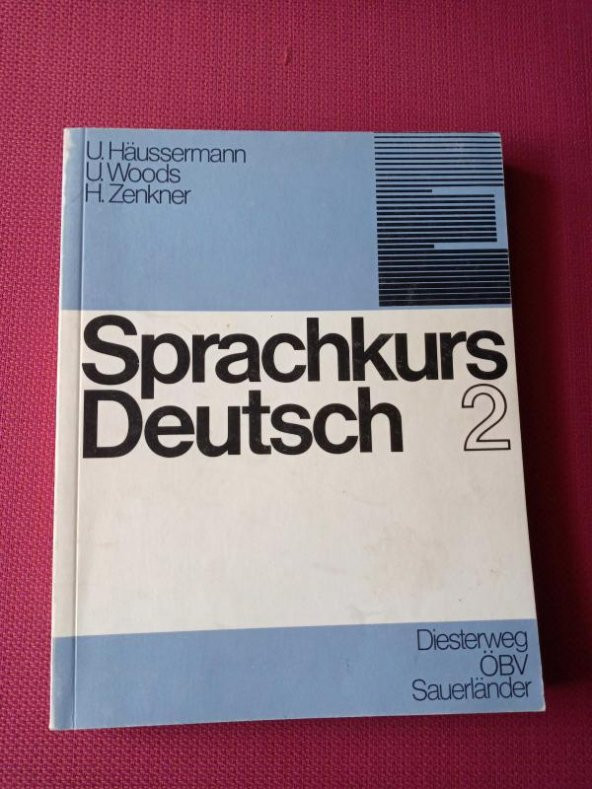 U. Häussermann
U. Woods
H. Zenkner
Sprachkurs
Deutsch 2
Diesterweg
ÖBV
Sauerländer